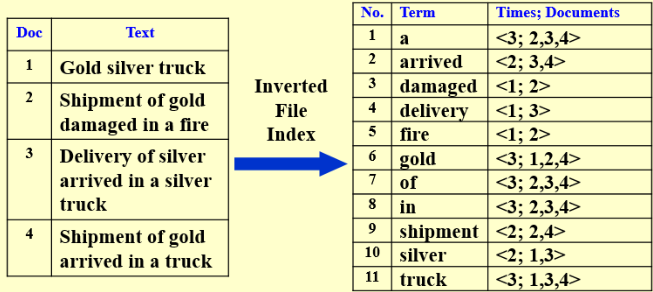 Doc Text
1 Gold silver truck
2 Shipment of gold
damaged in a fire
3 Delivery of silver
arrived in a silver
truck
4 Shipment of gold
arrived in a truck
Inverted
File
Index
No. Term Times; Documents
1 a <3; 2,3,4>
2 arrived <2; 3,4>
3 damaged <1; 2>
4 delivery <1; 3>
5 fire <1; 2>
6 gold <3; 1,2,4>
7 of <3; 2,3,4>
8 in <3; 2,3,4>
9 shipment <2; 2,4>
10 silver <2; 1,3>
11 truck <3; 1,3,4>